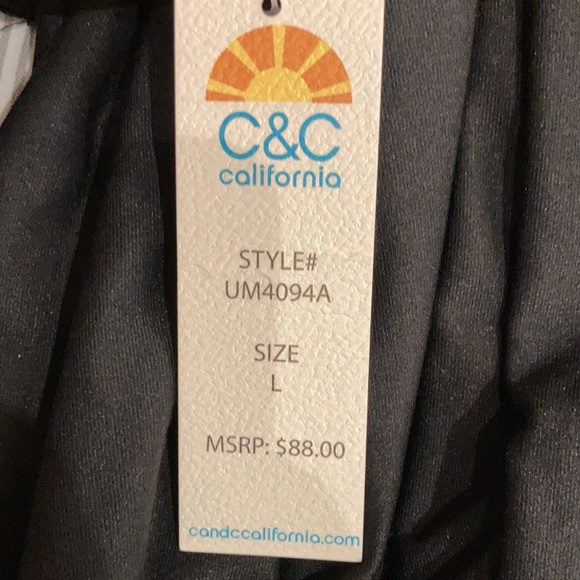 C&C
california
STYLE#
UM4094A
SIZE
L
MSRP: $88.00
candccalifornia.com